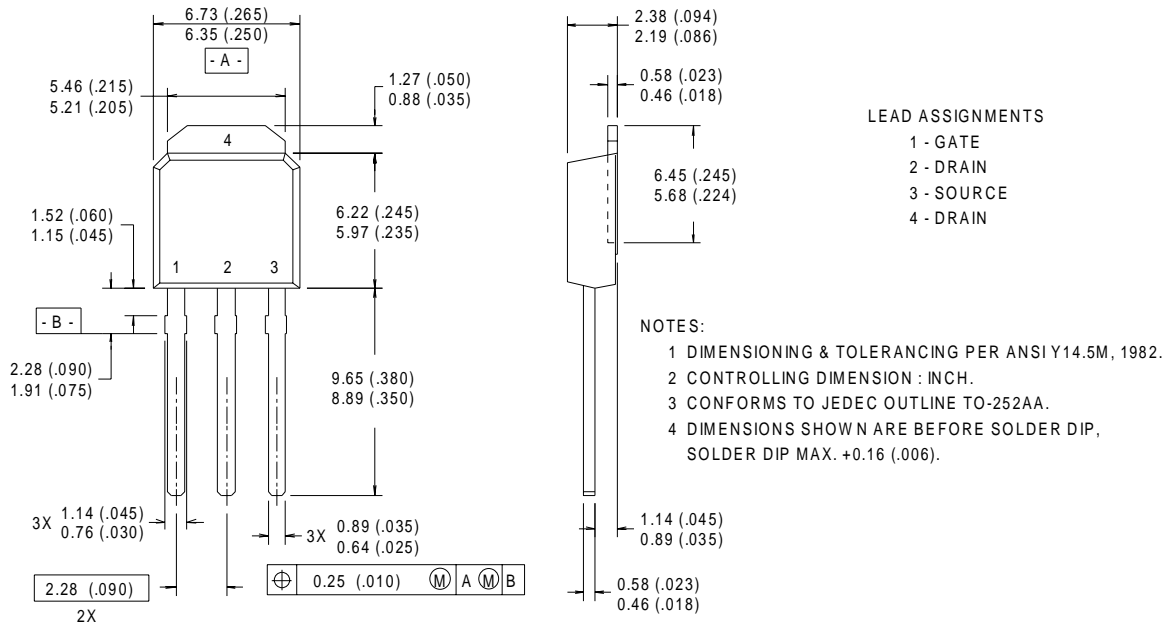 6.73 (.265)
6.35 (.250)
- A -
5.46 (.215)
5.21 (.205)
1.27 (.050)
0.88 (.035)
4
1.52 (.060)
1.15 (.045)
6.22 (.245)
5.97 (.235)
1 2 3
- B -
2.28 (.090)
1.91 (.075)
9.65 (.380)
8.89 (.350)
3X 1.14 (.045)
0.76 (.030)
3X 0.89 (.035)
0.64 (.025)
2.28 (.090)
2X
⌖ 0.25 (.010) Ⓜ A Ⓜ B
2.38 (.094)
2.19 (.086)
0.58 (.023)
0.46 (.018)
6.45 (.245)
5.68 (.224)
1.14 (.045)
0.89 (.035)
0.58 (.023)
0.46 (.018)
LEAD ASSIGNMENTS
1 - GATE
2 - DRAIN
3 - SOURCE
4 - DRAIN
NOTES:
1 DIMENSIONING & TOLERANCING PER ANSI Y14.5M, 1982.
2 CONTROLLING DIMENSION : INCH.
3 CONFORMS TO JEDEC OUTLINE TO-252AA.
4 DIMENSIONS SHOWN ARE BEFORE SOLDER DIP,
SOLDER DIP MAX. +0.16 (.006).